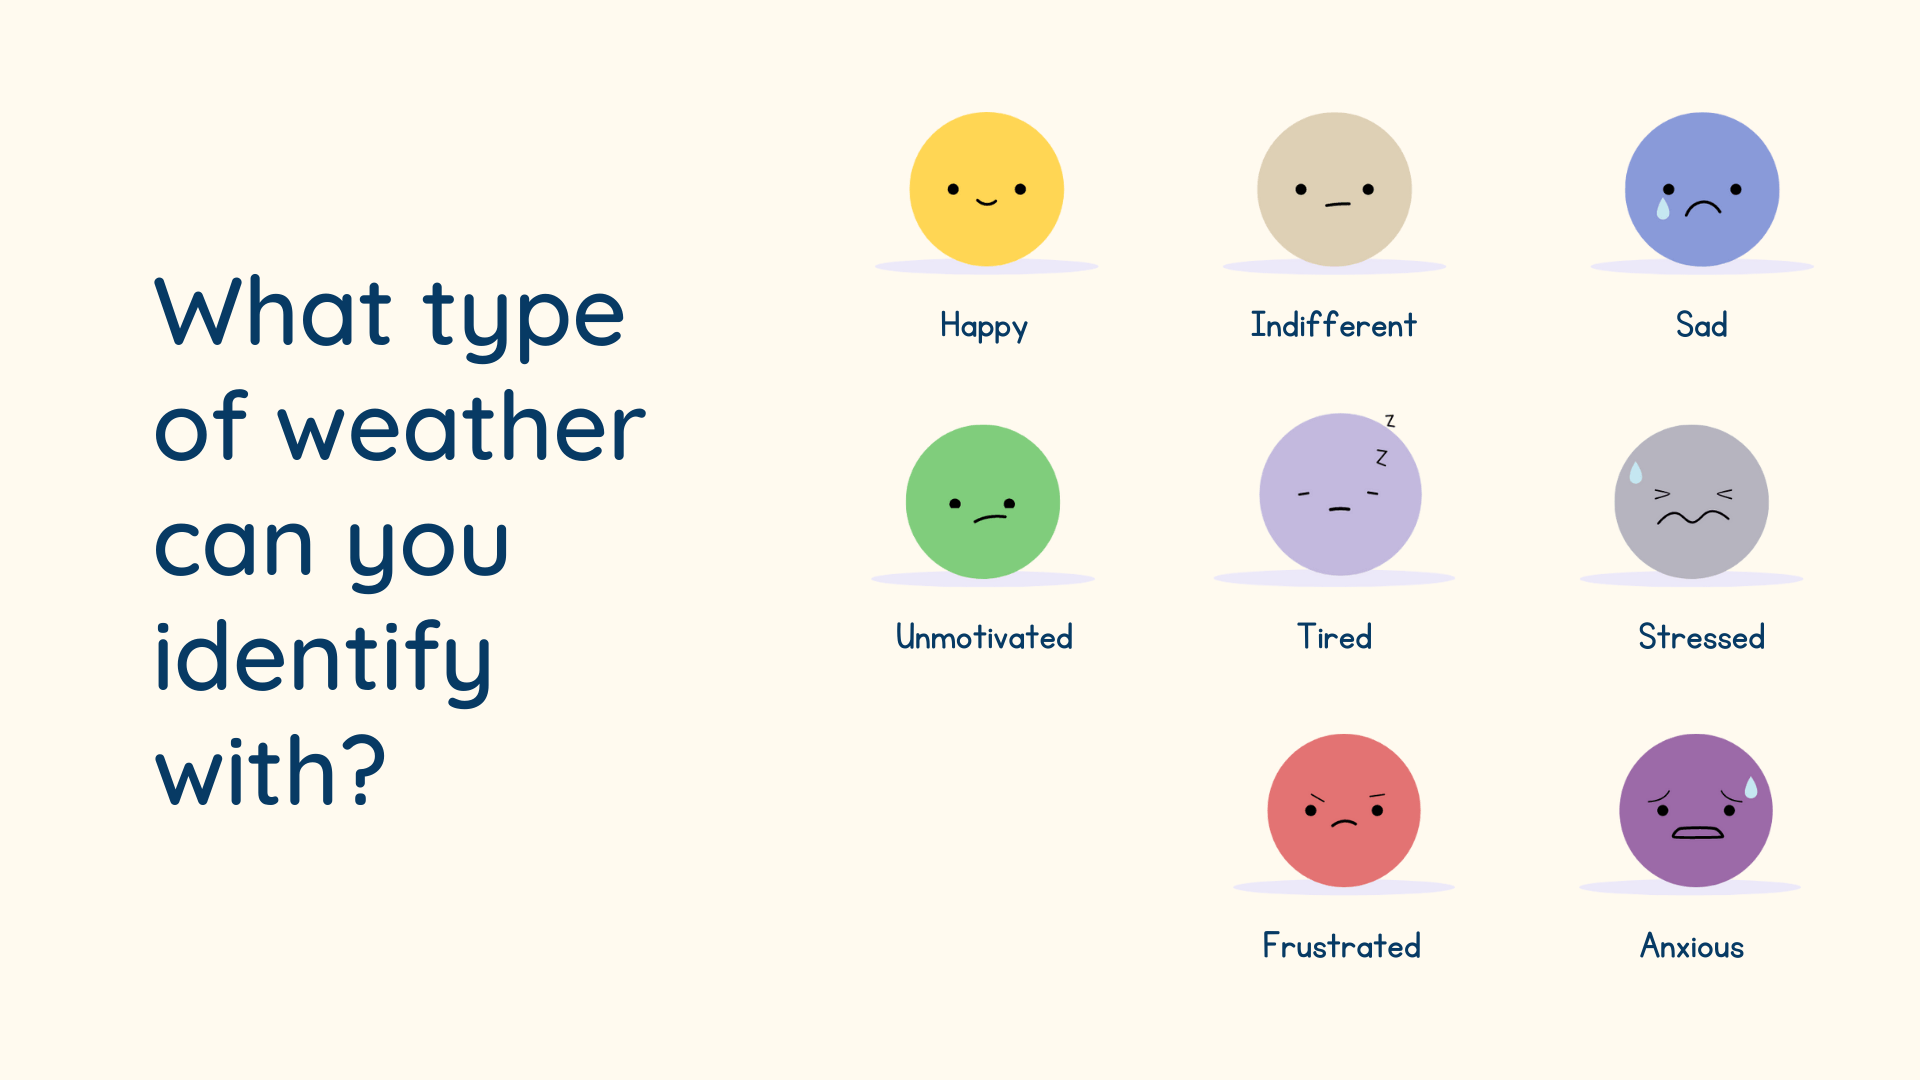 What type
of weather
can you
identify
with?
Happy
Indifferent
Sad
z
z
Unmotivated
Tired
Stressed
Frustrated
Anxious